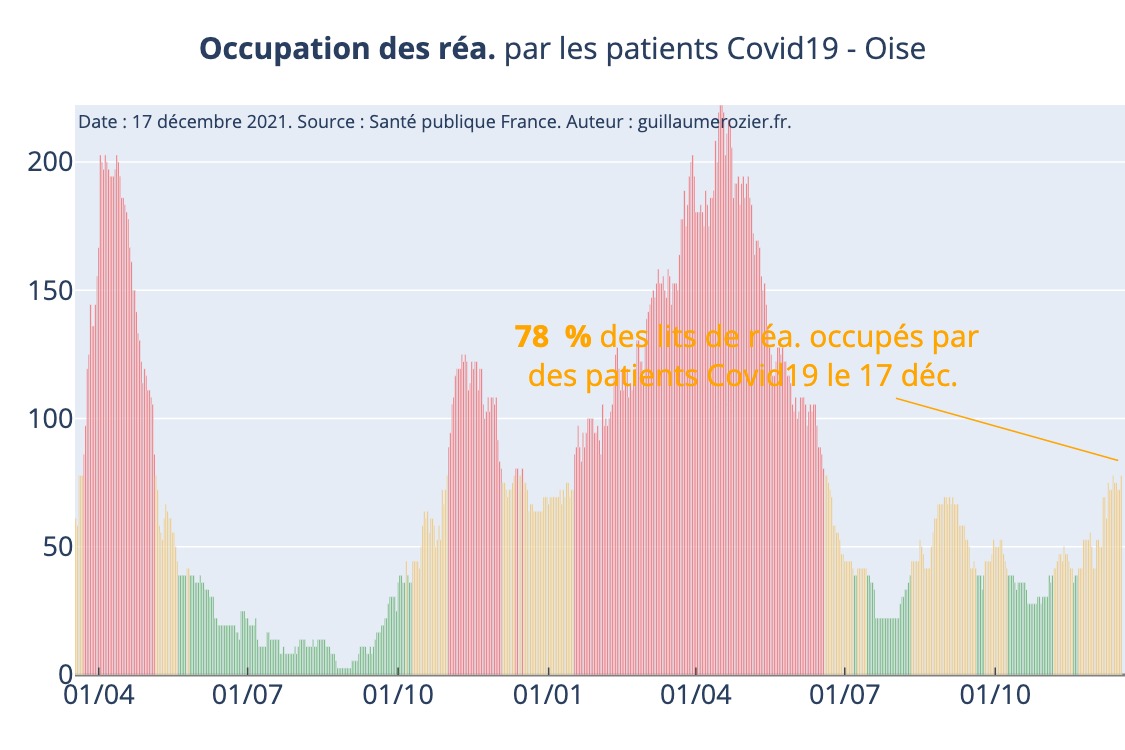 Occupation des réa. par les patients Covid19 - Oise
Date : 17 décembre 2021. Source : Santé publique France. Auteur : guillaumerozier.fr.
200
150
78 % des lits de réa. occupés par
des patients Covid19 le 17 déc.
100
50
0
01/04 01/07 01/10 01/01 01/04 01/07 01/10